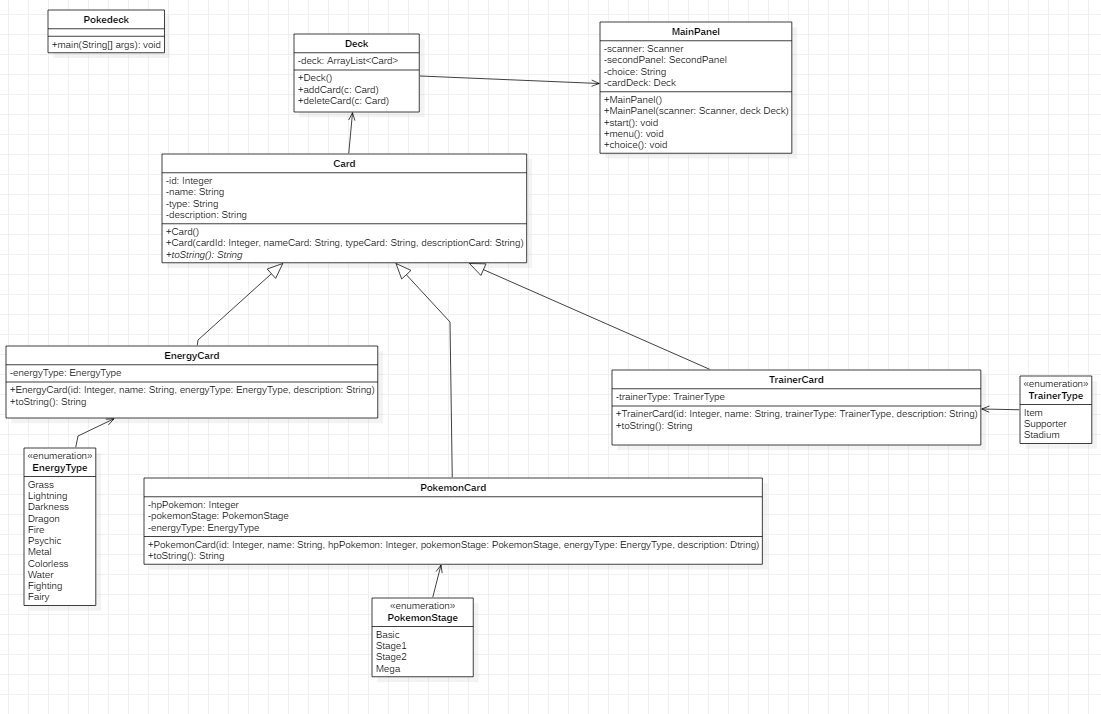 Pokedeck
+main(String[] args): void
Deck
-deck: ArrayList<Card>
+Deck()
+addCard(c: Card)
+deleteCard(c: Card)
MainPanel
-scanner: Scanner
-secondPanel: SecondPanel
-choice: String
-cardDeck: Deck
+MainPanel()
+MainPanel(scanner: Scanner, deck Deck)
+start(): void
+menu(): void
+choice(): void
Card
-id: Integer
-name: String
-type: String
-description: String
+Card()
+Card(cardId: Integer, nameCard: String, typeCard: String, descriptionCard: String)
+toString(): String
EnergyCard
-energyType: EnergyType
+EnergyCard(id: Integer, name: String, energyType: EnergyType, description: String)
+toString(): String
TrainerCard
-trainerType: TrainerType
+TrainerCard(id: Integer, name: String, trainerType: TrainerType, description: String)
+toString(): String
«enumeration»
TrainerType
Item
Supporter
Stadium
«enumeration»
EnergyType
Grass
Lightning
Darkness
Dragon
Fire
Psychic
Metal
Colorless
Water
Fighting
Fairy
PokemonCard
-hpPokemon: Integer
-pokemonStage: PokemonStage
-energyType: EnergyType
+PokemonCard(id: Integer, name: String, hpPokemon: Integer, pokemonStage: PokemonStage, energyType: EnergyType, description: Dtring)
+toString(): String
«enumeration»
PokemonStage
Basic
Stage1
Stage2
Mega